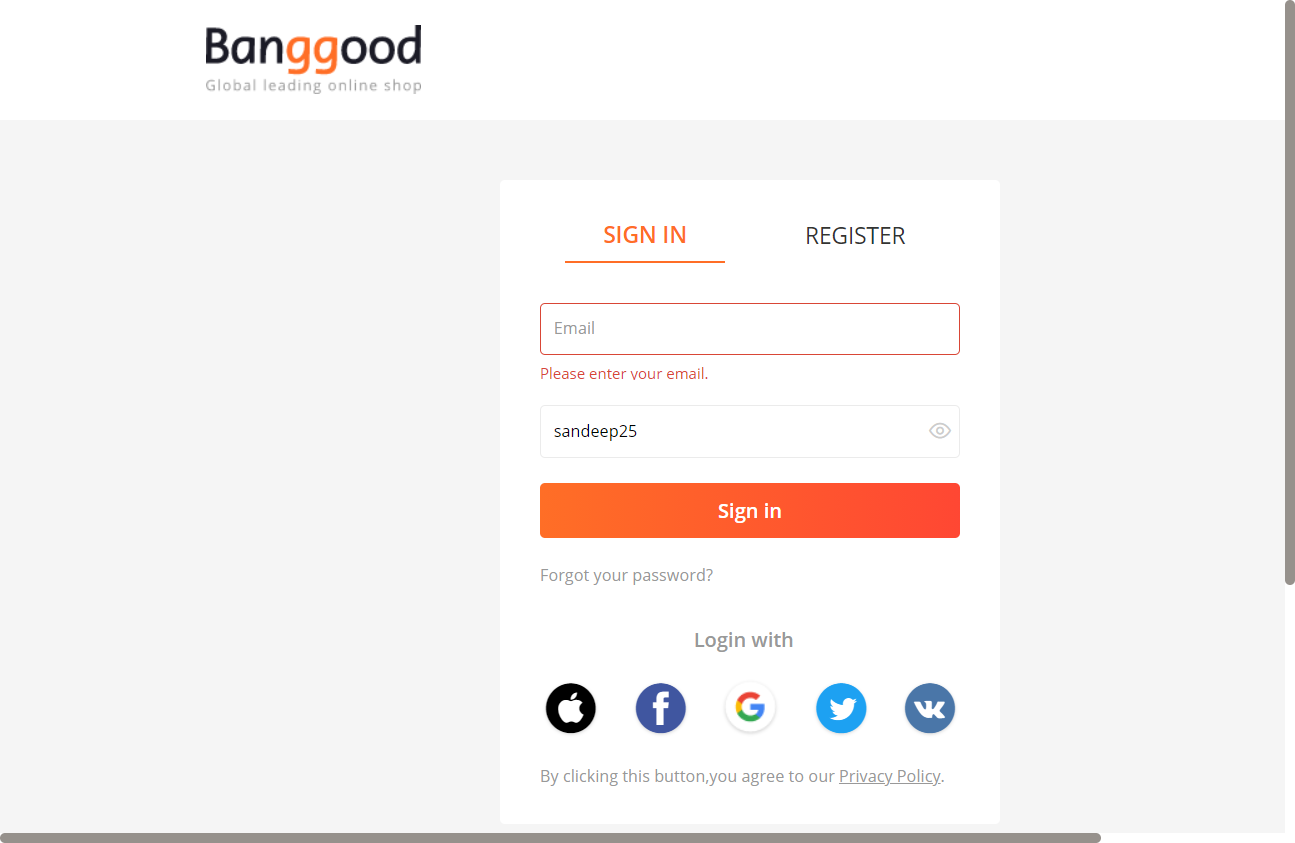 Banggood
Global leading online shop
SIGN IN
REGISTER
Email
Please enter your email.
sandeep25
Sign in
Forgot your password?
Login with
By clicking this button,you agree to our Privacy Policy.